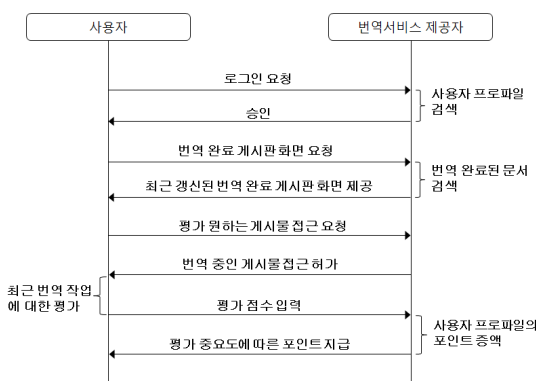 사용자
번역서비스 제공자
로그인 요청
사용자 프로파일
검색
승인
번역 완료 게시판 화면 요청
번역 완료된 문서
검색
최근 갱신된 번역 완료 게시판 화면 제공
평가 원하는 게시물 접근 요청
번역 중인 게시물 접근 허가
최근 번역 작업
에 대한 평가
평가 점수 입력
사용자 프로파일의
포인트 증액
평가 중요도에 따른 포인트 지급